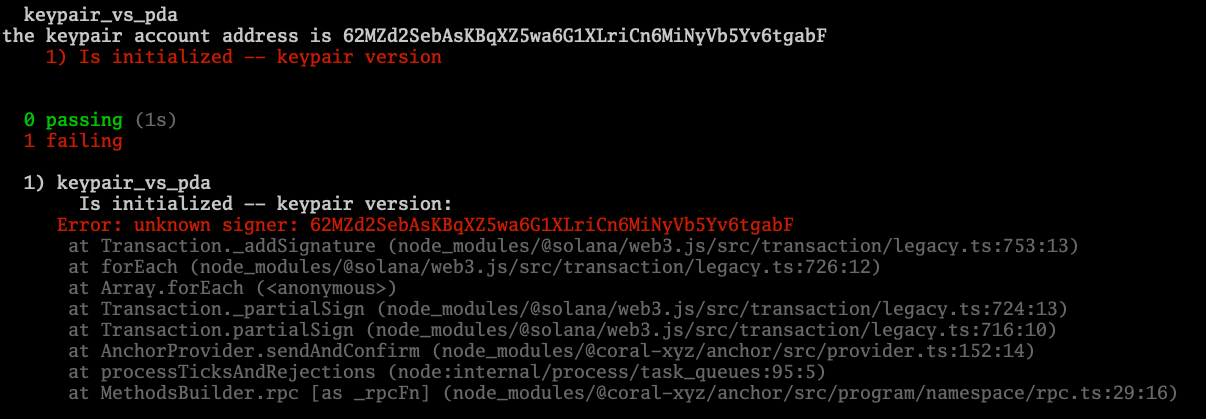 keypair_vs_pda
the keypair account address is 62MZd2SebAsKBqXZ5wa6G1XLriCn6MiNyVb5Yv6tgabF
1) Is initialized -- keypair version
0 passing (1s)
1 failing
1) keypair_vs_pda
Is initialized -- keypair version:
Error: unknown signer: 62MZd2SebAsKBqXZ5wa6G1XLriCn6MiNyVb5Yv6tgabF
at Transaction._addSignature (node_modules/@solana/web3.js/src/transaction/legacy.ts:753:13)
at forEach (node_modules/@solana/web3.js/src/transaction/legacy.ts:726:12)
at Array.forEach (<anonymous>)
at Transaction._partialSign (node_modules/@solana/web3.js/src/transaction/legacy.ts:724:13)
at Transaction.partialSign (node_modules/@solana/web3.js/src/transaction/legacy.ts:716:10)
at AnchorProvider.sendAndConfirm (node_modules/@coral-xyz/anchor/src/provider.ts:152:14)
at processTicksAndRejections (node:internal/process/task_queues:95:5)
at MethodsBuilder.rpc [as _rpcFn] (node_modules/@coral-xyz/anchor/src/program/namespace/rpc.ts:29:16)